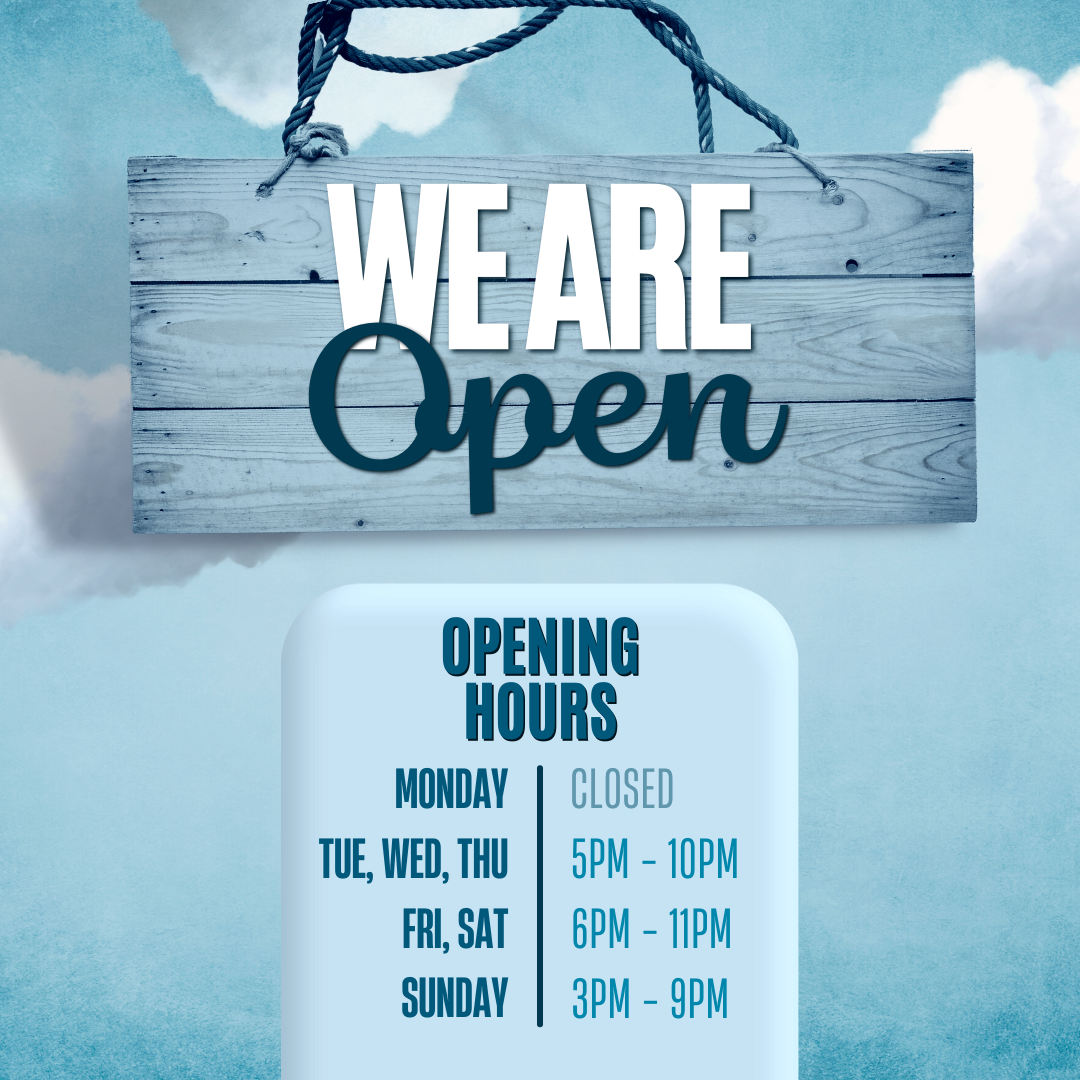 WE ARE
Open
OPENING
HOURS
MONDAY CLOSED
TUE, WED, THU 5PM – 10PM
FRI, SAT 6PM – 11PM
SUNDAY 3PM – 9PM